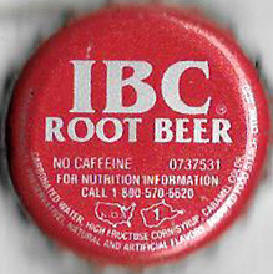 IBC®
ROOT BEER
NO CAFFEINE 0737531
FOR NUTRITION INFORMATION
CALL 1-800-570-5620
CARBONATED WATER, HIGH FRUCTOSE CORN SYRUP, CARAMEL COLOR,
NATURAL AND ARTIFICIAL FLAVORS